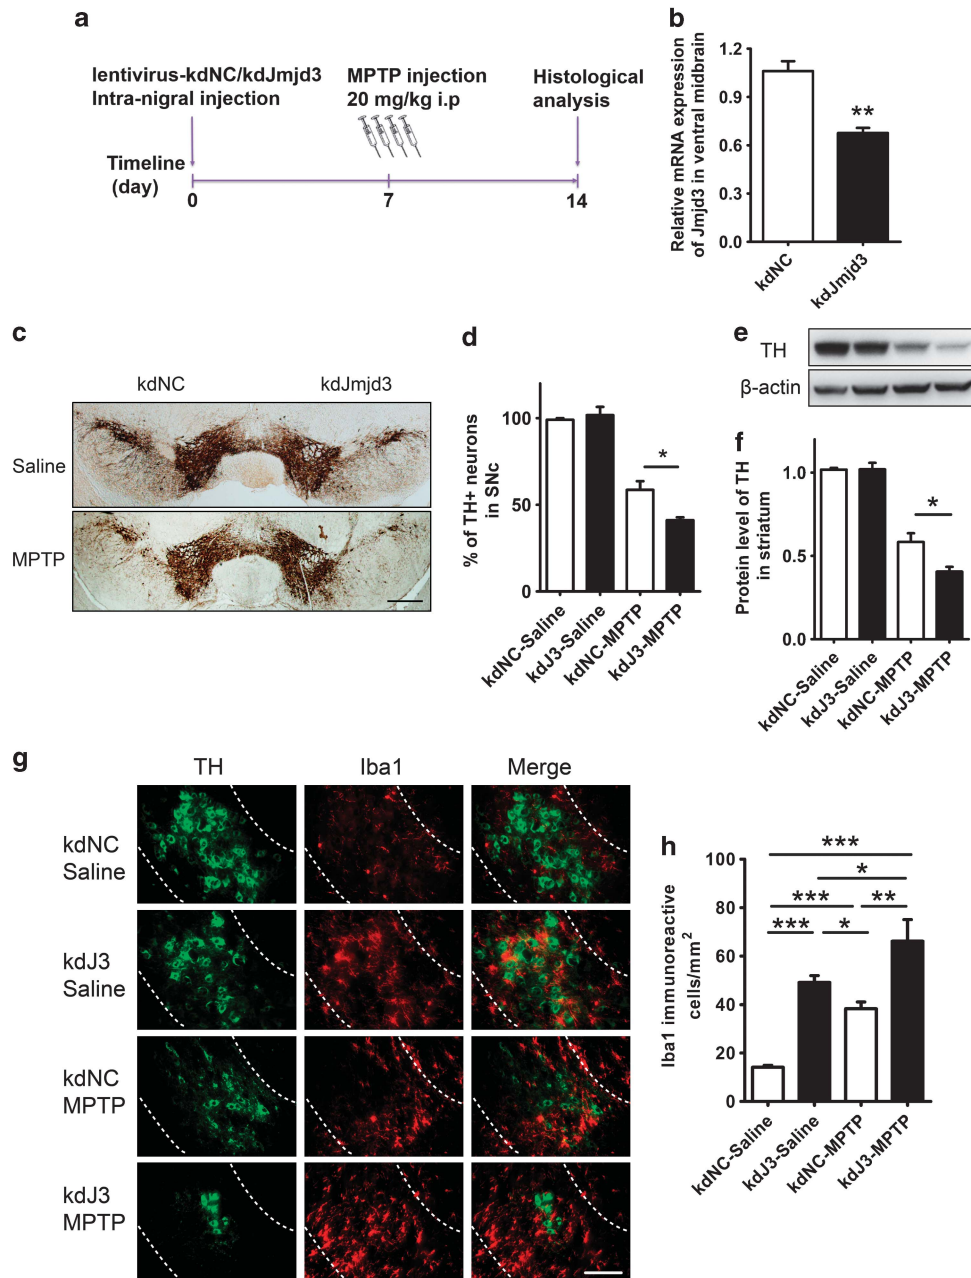 a
lentivirus-kdNC/kdJmjd3
Intra-nigral injection
MPTP injection
20 mg/kg i.p
Histological
analysis
Timeline
(day)
0
7
14
b
Relative mRNA expression
of Jmjd3 in ventral midbrain
1.2
0.9
0.6
0.3
0.0
**
kdNC
kdJmjd3
c
kdNC
kdJmjd3
Saline
MPTP
d
% of TH+ neurons
in SNc
100
50
0
*
kdNC-Saline
kdJ3-Saline
kdNC-MPTP
kdJ3-MPTP
e
TH
β-actin
f
Protein level of TH
in striatum
1.0
0.5
0.0
*
kdNC-Saline
kdJ3-Saline
kdNC-MPTP
kdJ3-MPTP
g
TH
Iba1
Merge
kdNC
Saline
kdJ3
Saline
kdNC
MPTP
kdJ3
MPTP
h
Iba1 immunoreactive
cells/mm2
100
80
60
40
20
0
***
*
*** **
*** *
kdNC-Saline
kdJ3-Saline
kdNC-MPTP
kdJ3-MPTP